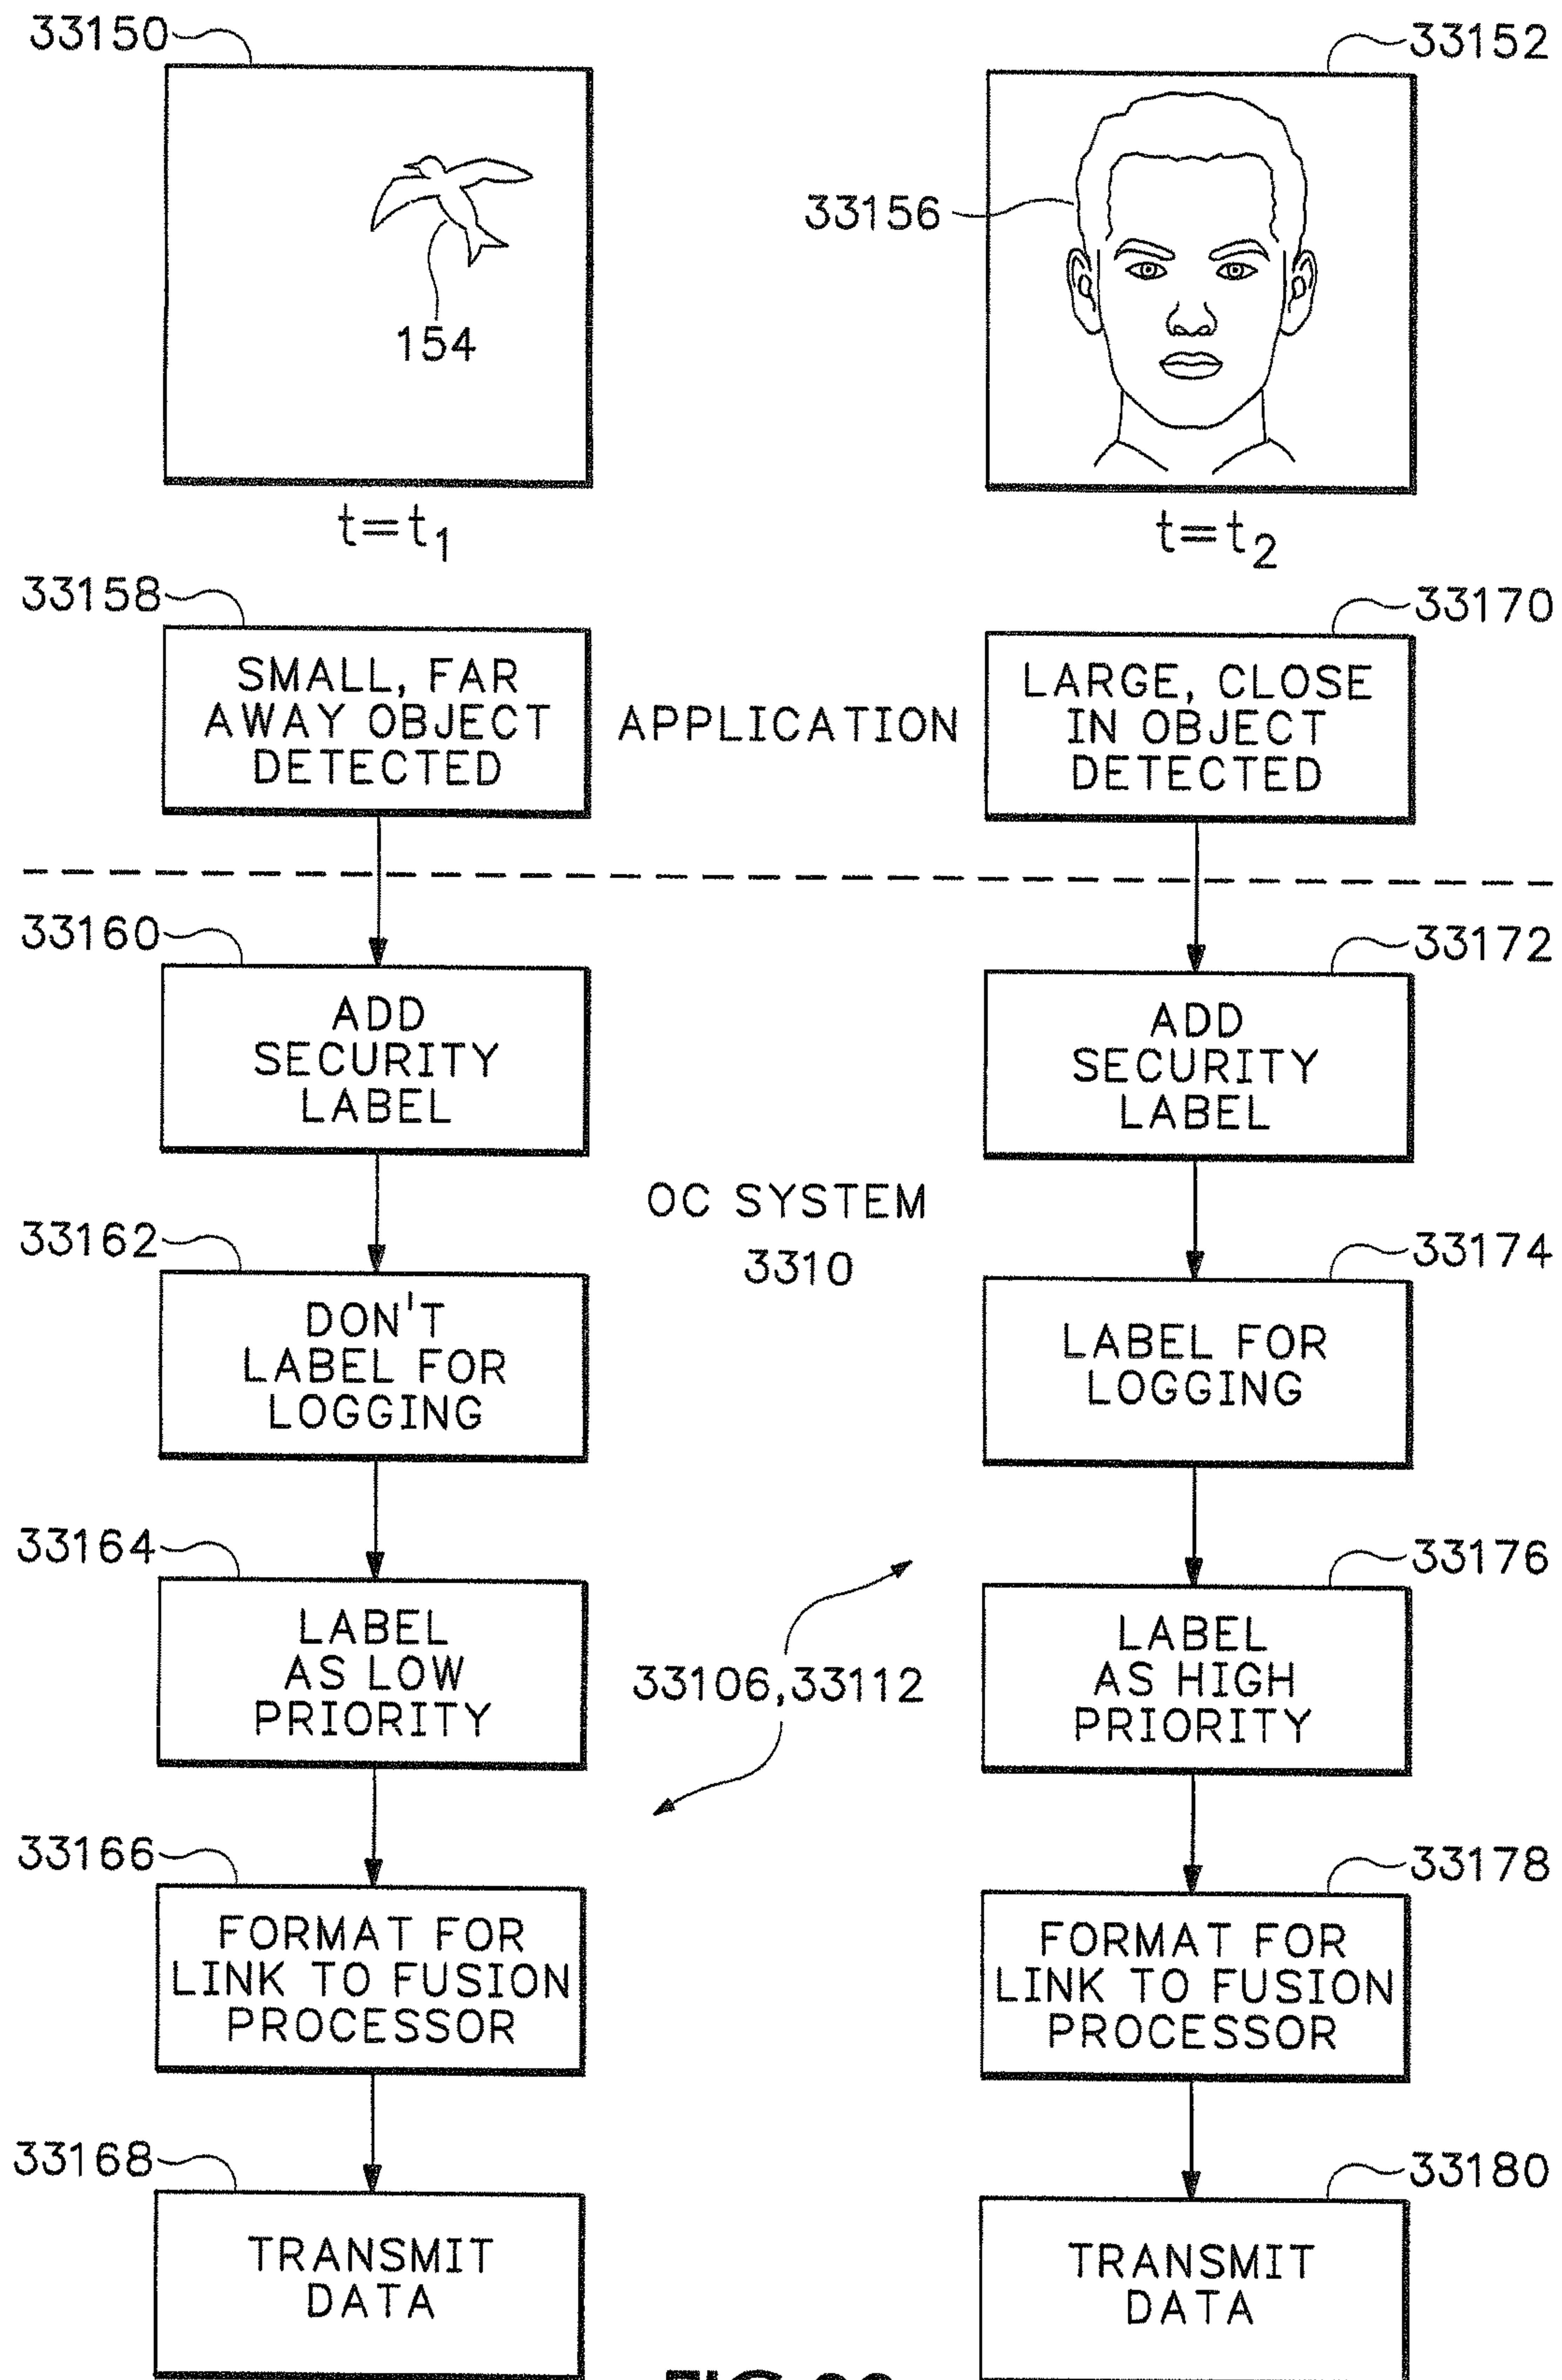 33150
33152
33156
154
t=t1
t=t2
33158
33170
SMALL, FAR
AWAY OBJECT
DETECTED
APPLICATION
LARGE, CLOSE
IN OBJECT
DETECTED
33160
33172
ADD
SECURITY
LABEL
ADD
SECURITY
LABEL
OC SYSTEM
3310
33162
33174
DON'T
LABEL FOR
LOGGING
LABEL FOR
LOGGING
33164
33176
LABEL
AS LOW
PRIORITY
33106,33112
LABEL
AS HIGH
PRIORITY
33166
33178
FORMAT FOR
LINK TO FUSION
PROCESSOR
FORMAT FOR
LINK TO FUSION
PROCESSOR
33168
33180
TRANSMIT
DATA
TRANSMIT
DATA